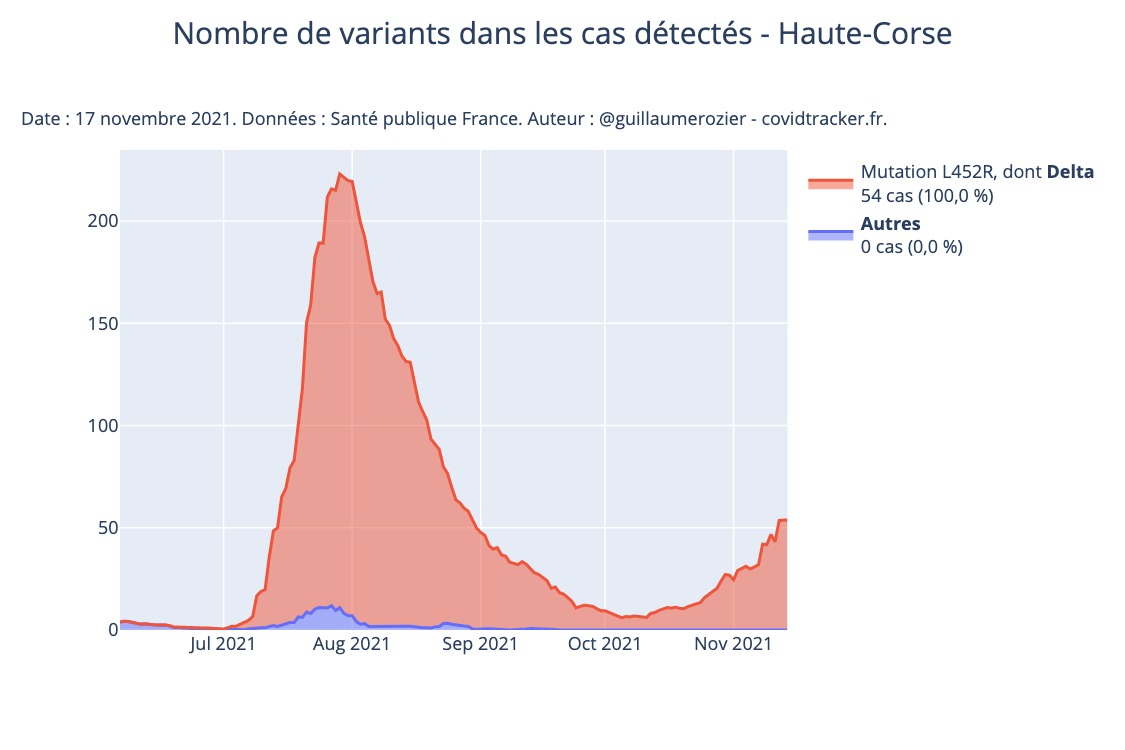 Nombre de variants dans les cas détectés - Haute-Corse
Date : 17 novembre 2021. Données : Santé publique France. Auteur : @guillaumerozier - covidtracker.fr.
Mutation L452R, dont Delta
54 cas (100,0 %)
Autres
0 cas (0,0 %)
200
150
100
50
0
Jul 2021
Aug 2021
Sep 2021
Oct 2021
Nov 2021